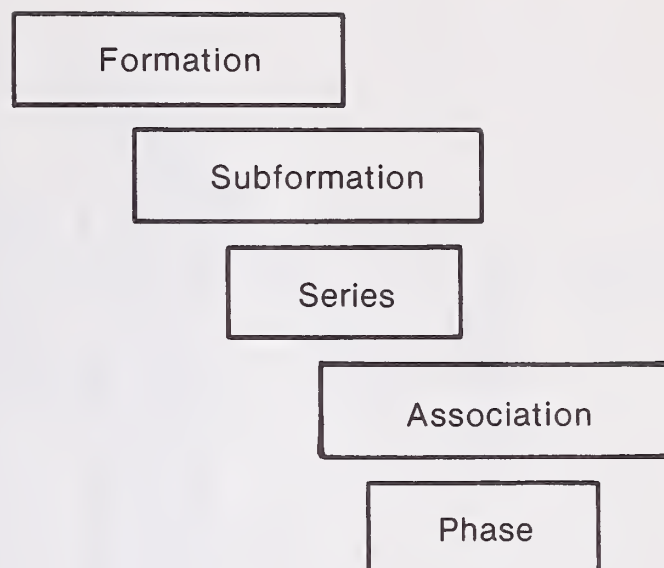 Formation
Subformation
Series
Association
Phase